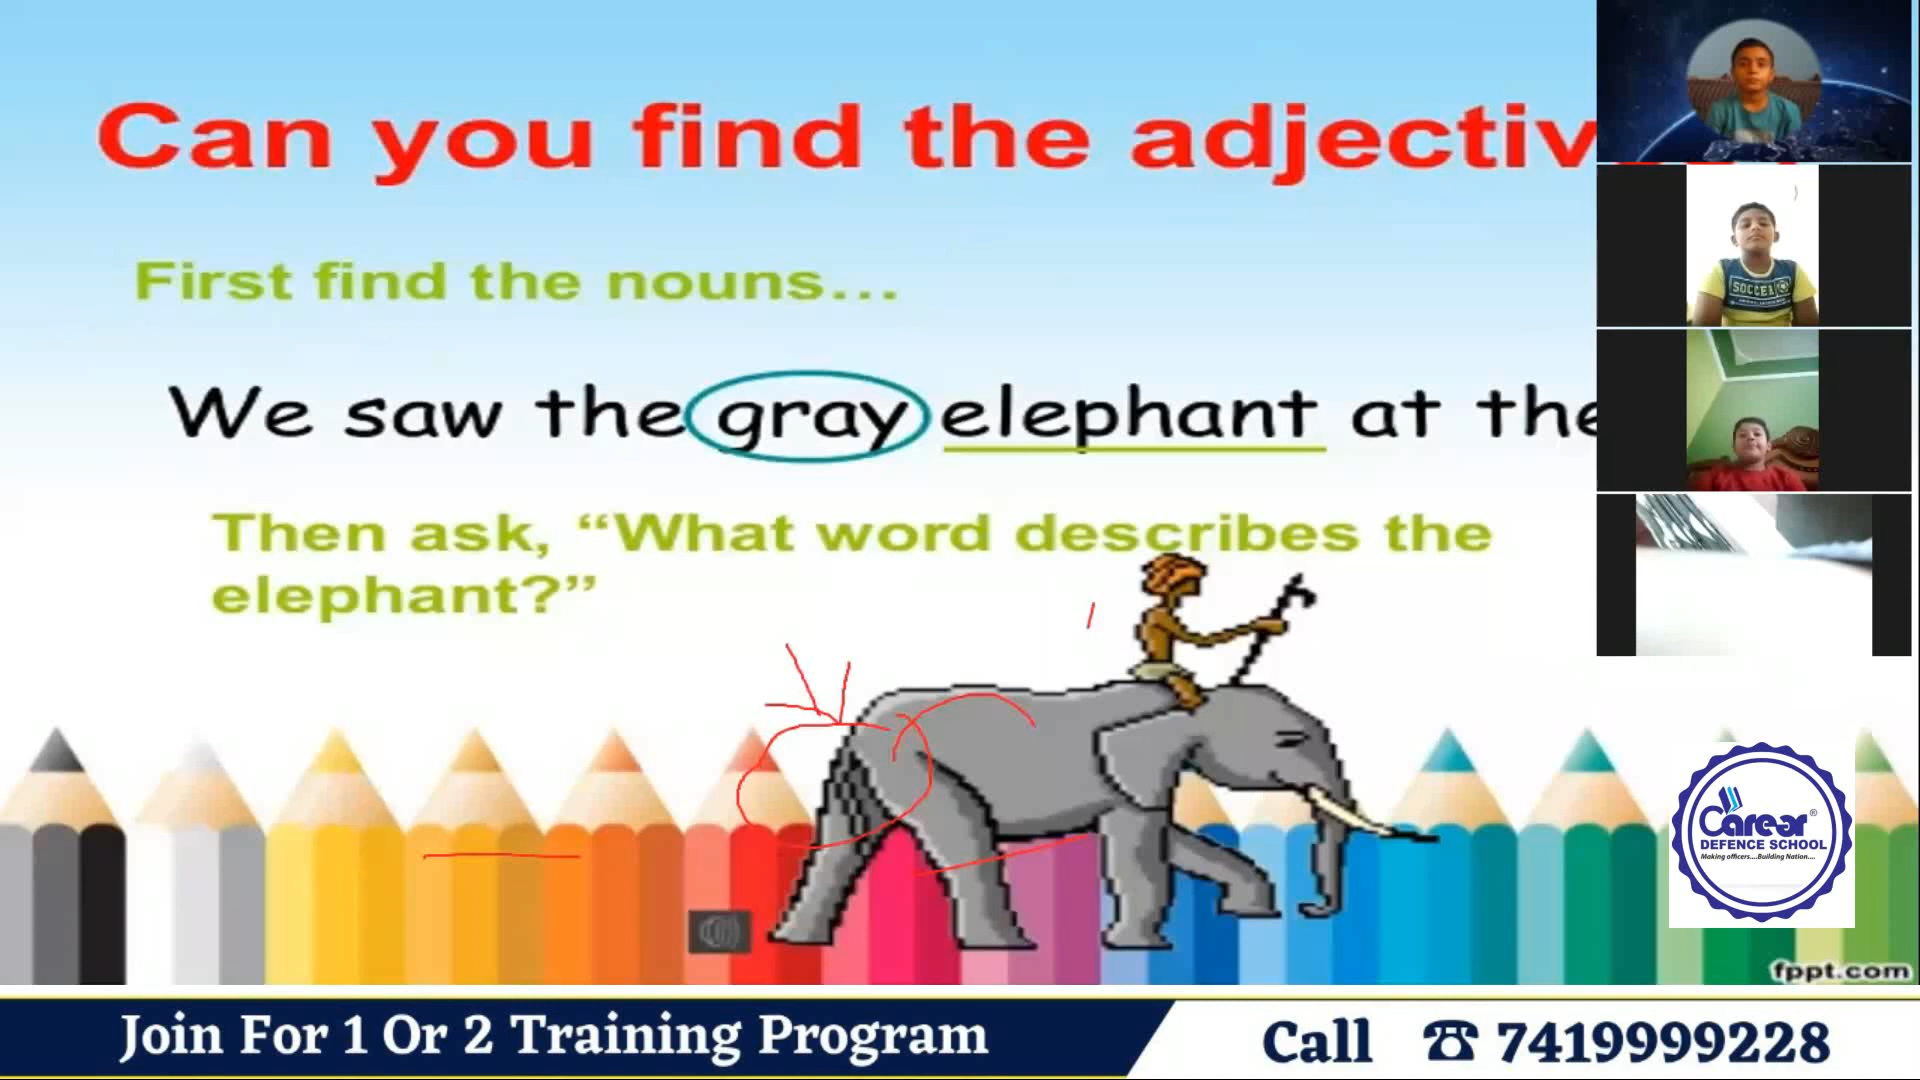 Can you find the adjectiv
First find the nouns...
We saw the gray elephant at the
Then ask, “What word describes the
elephant?”
SOCCER
Career®
DEFENCE SCHOOL
Making officers....Building Nation....
fppt.com
Join For 1 Or 2 Training Program
Call ☎ 7419999228